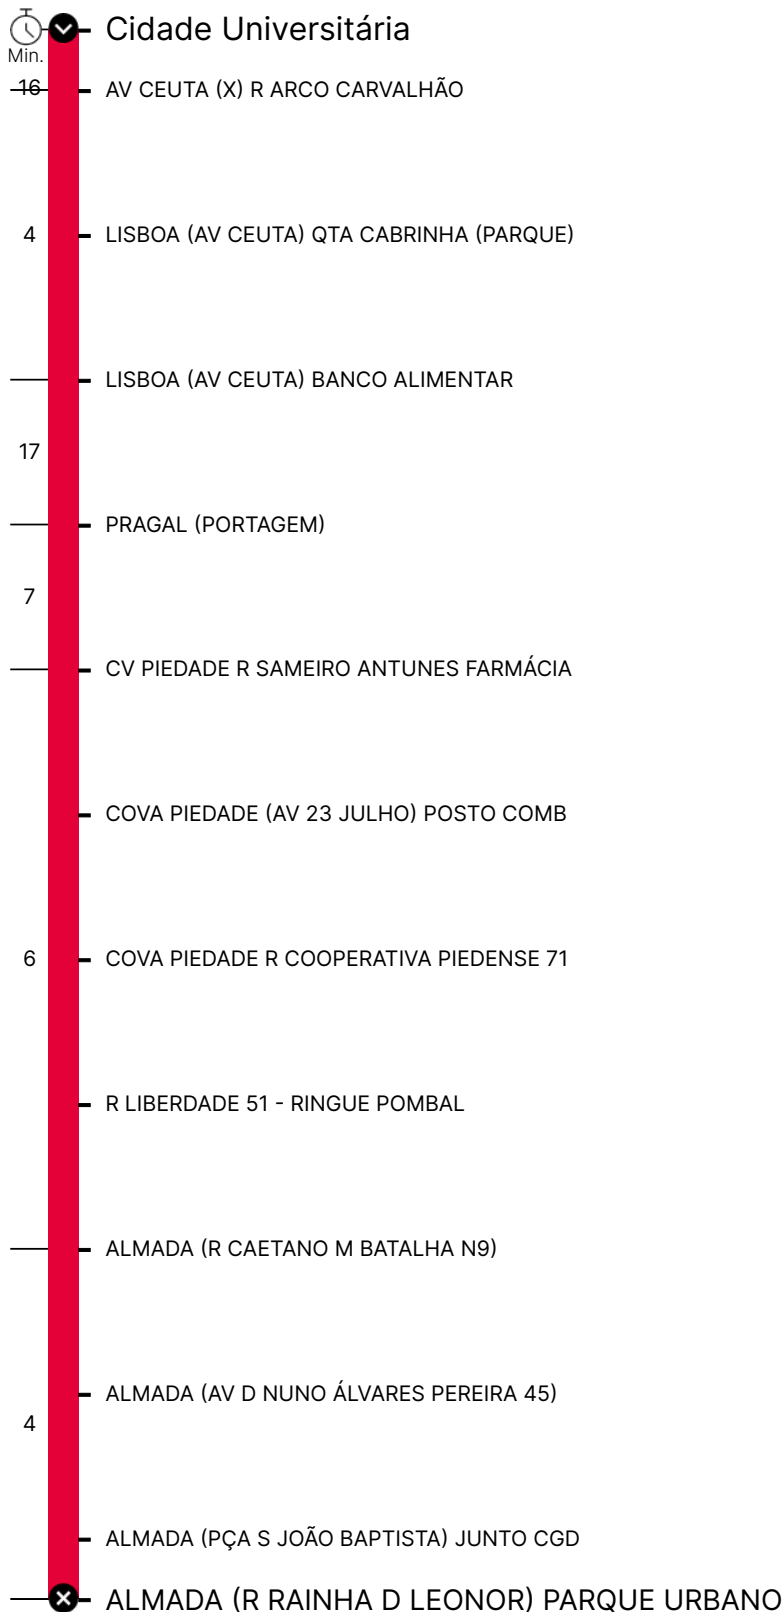 Cidade Universitária
Min.
16
AV CEUTA (X) R ARCO CARVALHÃO
4
LISBOA (AV CEUTA) QTA CABRINHA (PARQUE)
LISBOA (AV CEUTA) BANCO ALIMENTAR
17
PRAGAL (PORTAGEM)
7
CV PIEDADE R SAMEIRO ANTUNES FARMÁCIA
COVA PIEDADE (AV 23 JULHO) POSTO COMB
6
COVA PIEDADE R COOPERATIVA PIEDENSE 71
R LIBERDADE 51 - RINGUE POMBAL
ALMADA (R CAETANO M BATALHA N9)
ALMADA (AV D NUNO ÁLVARES PEREIRA 45)
4
ALMADA (PÇA S JOÃO BAPTISTA) JUNTO CGD
ALMADA (R RAINHA D LEONOR) PARQUE URBANO